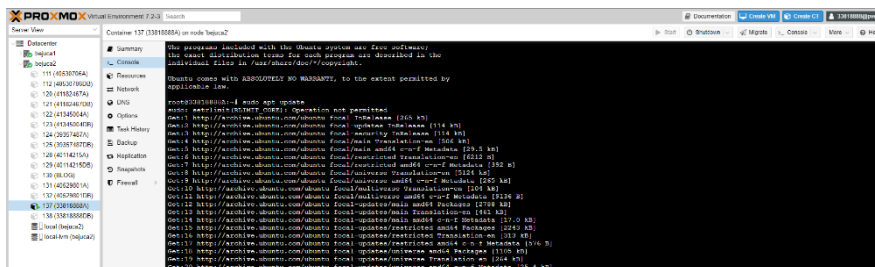 PROXMOX Virtual Environment 7.2-3 Search
Documentation Create VM Create CT
Server View
Container 137 (33818888A) on node 'bejuca2'
Start Shutdown Migrate Console More
Datacenter
bejuca1
bejuca2
111 (40530706A)
112 (40530706DB)
120 (41182467A)
121 (41182467DB)
122 (41345004A)
123 (41345004DB)
124 (39357487A)
125 (39357487DB)
128 (40114215A)
129 (40114215DB)
130 (BLOG)
131 (40629801A)
132 (40629801DB)
137 (33818888A)
138 (33818888DB)
local (bejuca2)
local-lvm (bejuca2)
Summary
Console
Resources
Network
DNS
Options
Task History
Backup
Replication
Snapshots
Firewall
The programs included with the Ubuntu system are free software;
the exact distribution terms for each program are described in the
individual files in /usr/share/doc/*/copyright.
Ubuntu comes with ABSOLUTELY NO WARRANTY, to the extent permitted by
applicable law.
root@33818888A:~# sudo apt update
sudo: setrlimit(RLIMIT_CORE): Operation not permitted
Get:1 http://archive.ubuntu.com/ubuntu focal InRelease [265 kB]
Get:2 http://archive.ubuntu.com/ubuntu focal-updates InRelease [114 kB]
Get:3 http://archive.ubuntu.com/ubuntu focal-security InRelease [114 kB]
Get:4 http://archive.ubuntu.com/ubuntu focal/main Translation-en [506 kB]
Get:5 http://archive.ubuntu.com/ubuntu focal/main amd64 c-n-f Metadata [29.5 kB]
Get:6 http://archive.ubuntu.com/ubuntu focal/restricted Translation-en [6212 B]
Get:7 http://archive.ubuntu.com/ubuntu focal/restricted amd64 c-n-f Metadata [392 B]
Get:8 http://archive.ubuntu.com/ubuntu focal/universe Translation-en [5124 kB]
Get:9 http://archive.ubuntu.com/ubuntu focal/universe amd64 c-n-f Metadata [265 kB]
Get:10 http://archive.ubuntu.com/ubuntu focal/multiverse Translation-en [104 kB]
Get:11 http://archive.ubuntu.com/ubuntu focal/multiverse amd64 c-n-f Metadata [9136 B]
Get:12 http://archive.ubuntu.com/ubuntu focal-updates/main amd64 Packages [2788 kB]
Get:13 http://archive.ubuntu.com/ubuntu focal-updates/main Translation-en [461 kB]
Get:14 http://archive.ubuntu.com/ubuntu focal-updates/main amd64 c-n-f Metadata [17.0 kB]
Get:15 http://archive.ubuntu.com/ubuntu focal-updates/restricted amd64 Packages [2243 kB]
Get:16 http://archive.ubuntu.com/ubuntu focal-updates/restricted Translation-en [313 kB]
Get:17 http://archive.ubuntu.com/ubuntu focal-updates/restricted amd64 c-n-f Metadata [576 B]
Get:18 http://archive.ubuntu.com/ubuntu focal-updates/universe amd64 Packages [1105 kB]
Get:19 http://archive.ubuntu.com/ubuntu focal-updates/universe Translation-en [264 kB]